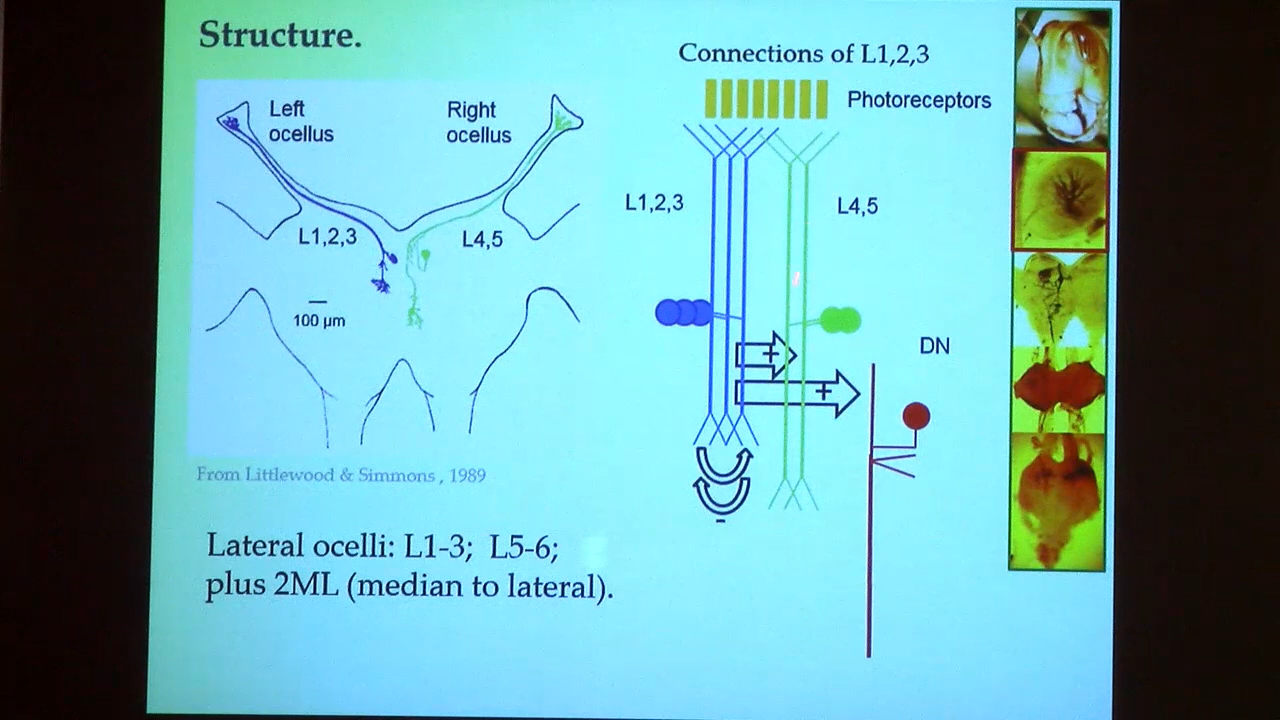 Structure.
Left
ocellus
Right
ocellus
L1,2,3
L4,5
100 µm
From Littlewood & Simmons , 1989
Lateral ocelli: L1-3; L5-6;
plus 2ML (median to lateral).
Connections of L1,2,3
Photoreceptors
L1,2,3
L4,5
+
+
DN
-